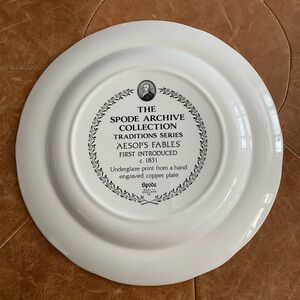 THE
SPODE ARCHIVE
COLLECTION
TRADITIONS SERIES
'AESOP'S FABLES'
FIRST INTRODUCED
c 1831
Underglaze print from a hand
engraved copper plate
Spode